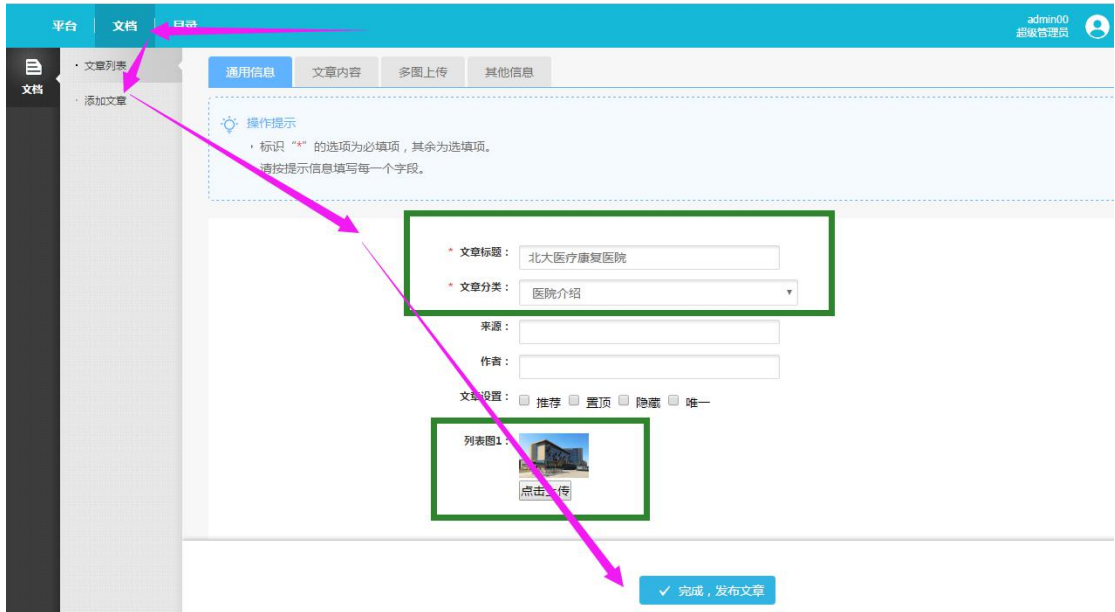 平台 文档 目录
admin00
超级管理员
文档
· 文章列表
· 添加文章
通用信息 文章内容 多图上传 其他信息
操作提示
标识“*”的选项为必填项,其余为选填项。
请按提示信息填写每一个字段。
* 文章标题: 北大医疗康复医院
* 文章分类: 医院介绍
来源:
作者:
文章设置: 推荐 置顶 隐藏 唯一
列表图1:
点击上传
✓ 完成,发布文章